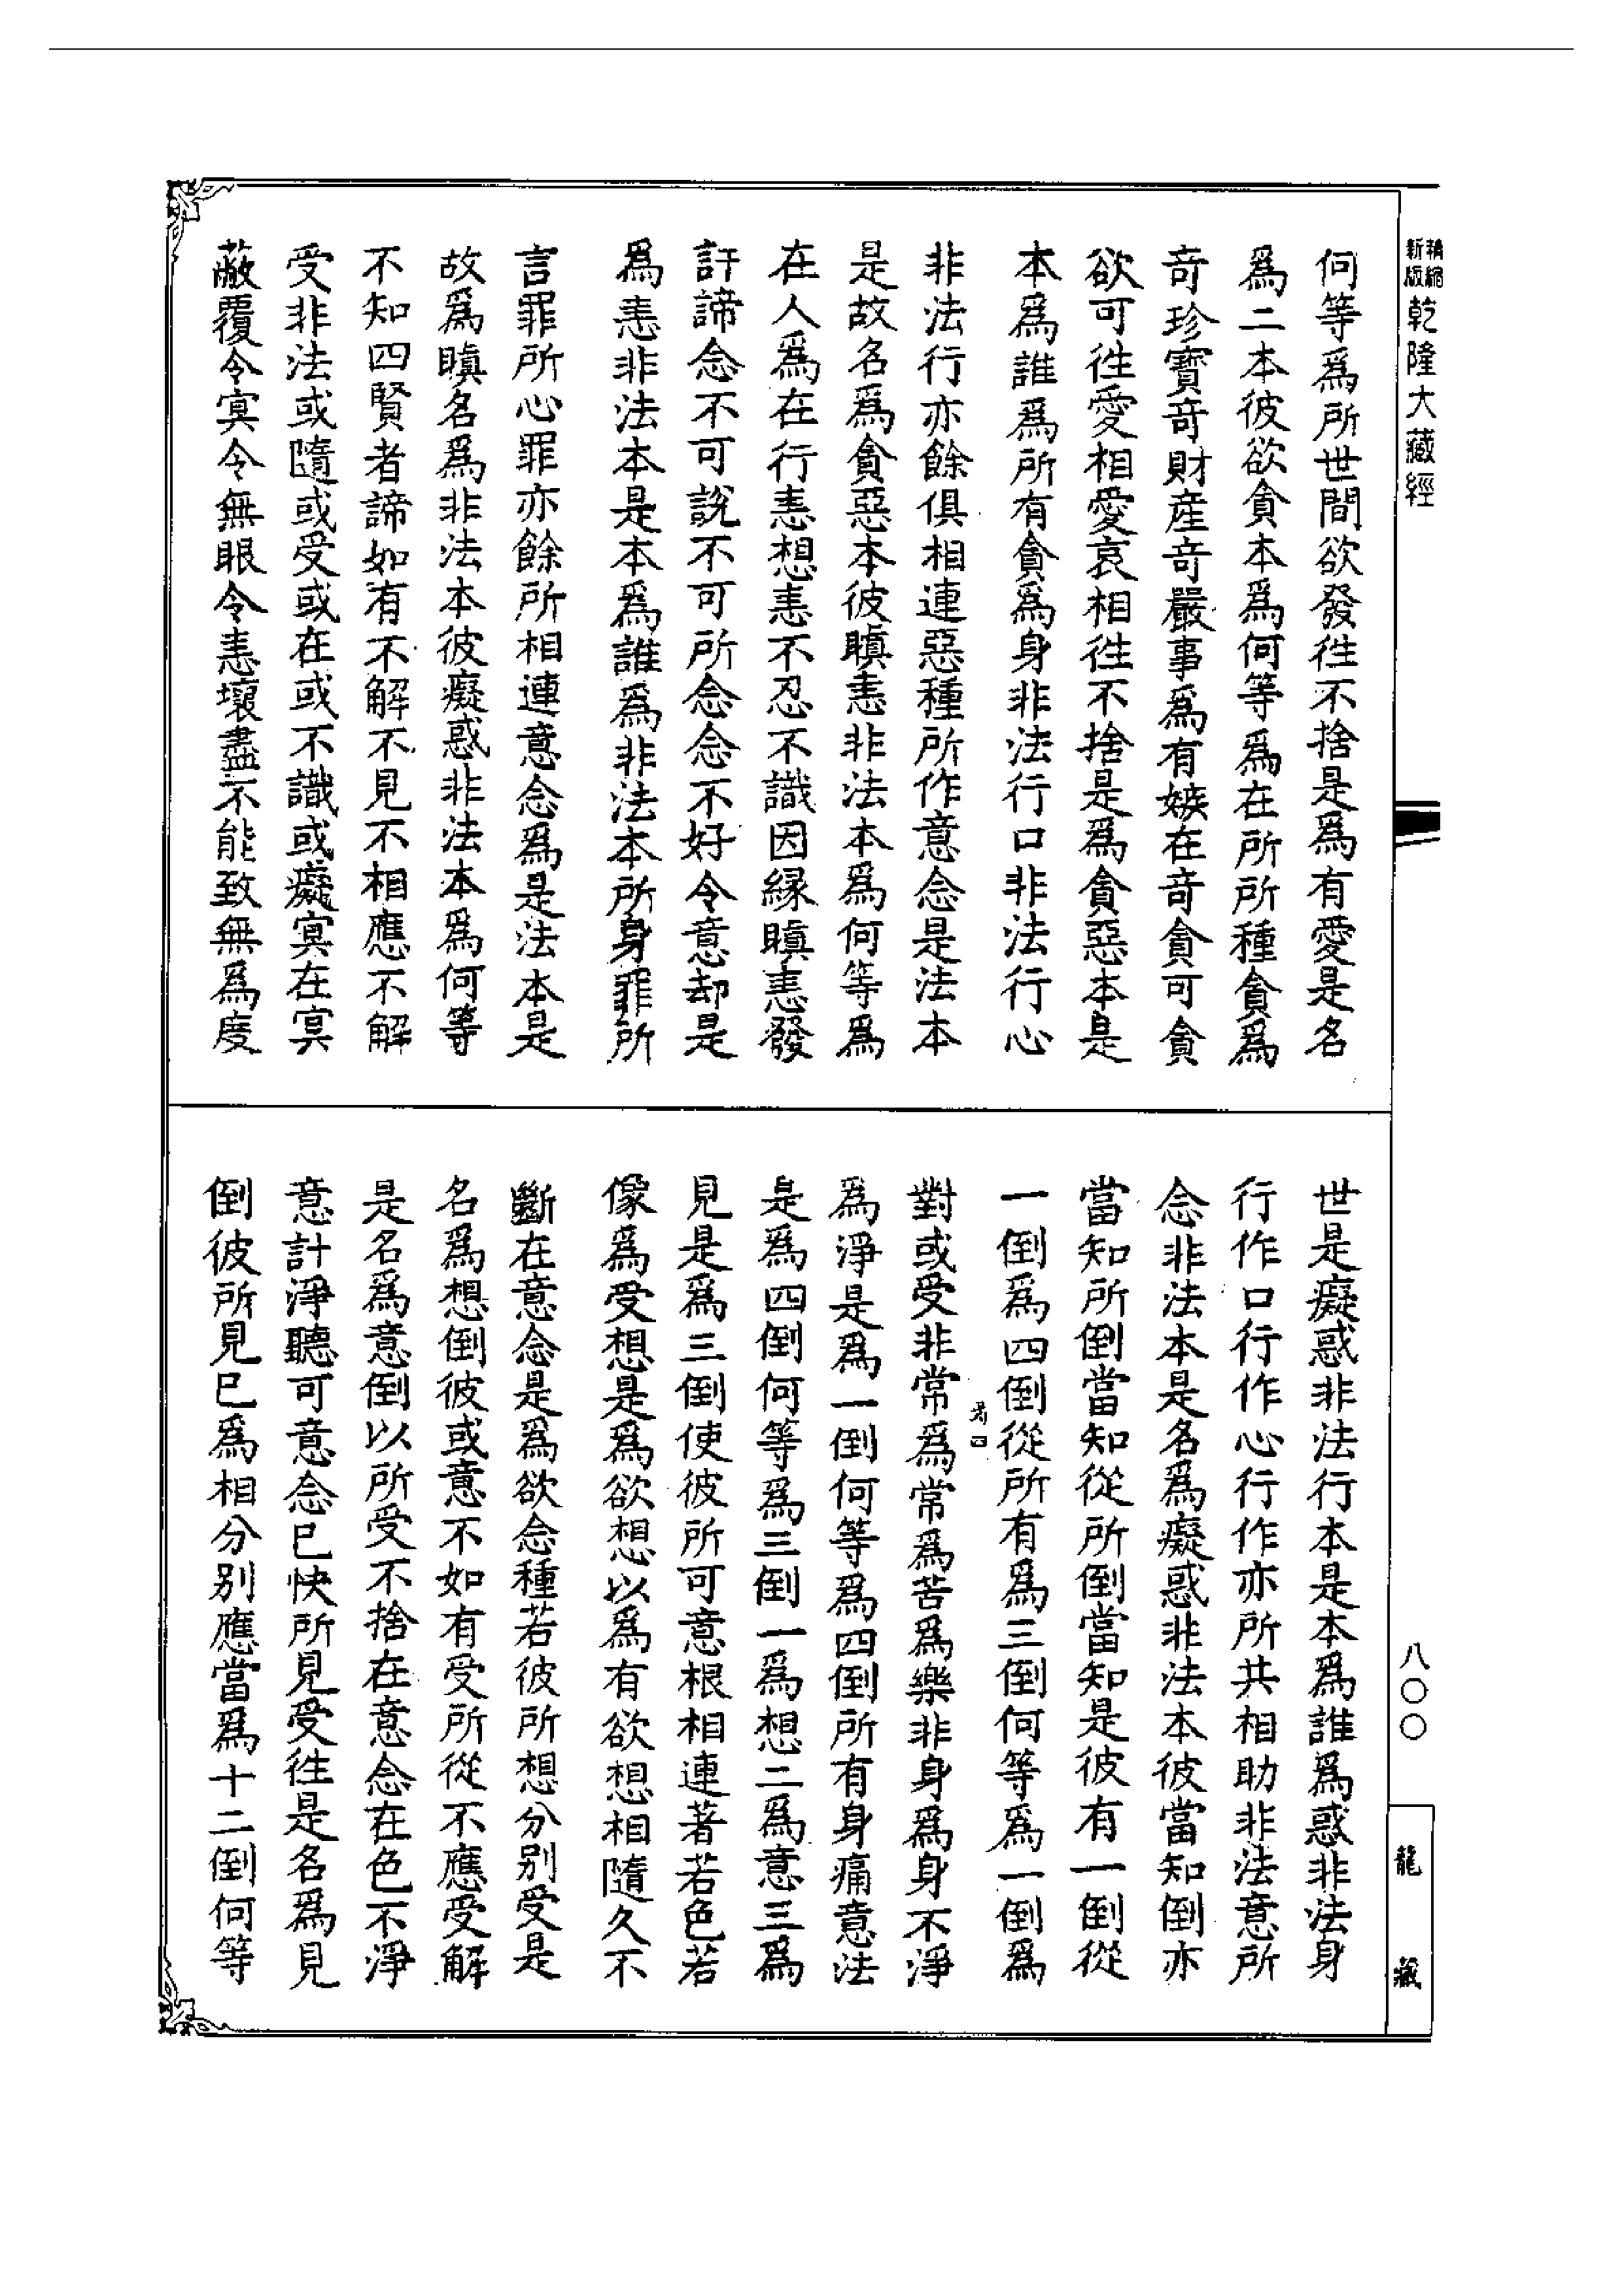 精縮新版乾隆大藏經
何等爲所世間欲發徃不捨是爲有愛是名
爲二本彼欲貪本爲何等爲在所所種貪爲
竒珍寶竒財産竒嚴事爲有嫉在竒貪可貪
欲可徃愛相愛哀相徃不捨是爲貪惡本是
本爲誰爲所有貪爲身非法行口非法行心
非法行亦餘俱相連惡種所作意念是法本
是故名爲貪惡本彼瞋恚非法本爲何等爲
在人爲在行恚想恚不忍不識因縁瞋恚發
訐諦念不可説不可所念念不好令意却是
爲恚非法本是本爲誰爲非法本所身罪所
言罪所心罪亦餘所相連意念爲是法本是
故爲瞋名爲非法本彼癡惑非法本爲何等
不知四賢者諦如有不解不見不相應不解
受非法或隨或受或在或不識或癡㝠在㝠
蔽覆令㝠令無眼令恚壞盡不能致無爲度
世是癡惑非法行本是本爲誰爲惑非法身
行作口行作心行作亦所共相助非法意所
念非法本是名爲癡惑非法本彼當知倒亦
當知所倒當知從所倒當知是彼有一倒從
一倒爲四倒從所有爲三倒何等爲一倒爲
對或受非常爲常爲苦爲樂非身爲身不淨
爲淨是爲一倒何等爲四倒所有身痛意法
是爲四倒何等爲三倒一爲想二爲意三爲
見是爲三倒使彼所可意根相連著若色若
像爲受想是爲欲想以爲有欲想相隨久不
斷在意念是爲欲念種若彼所想分别受是
名爲想倒彼或意不如有受所從不應受解
是名爲意倒以所受不捨在意念在色不淨
意計淨聽可意念巳快所見受徃是名爲見
倒彼所見巳爲相分别應當爲十二倒何等
八〇〇
龍藏